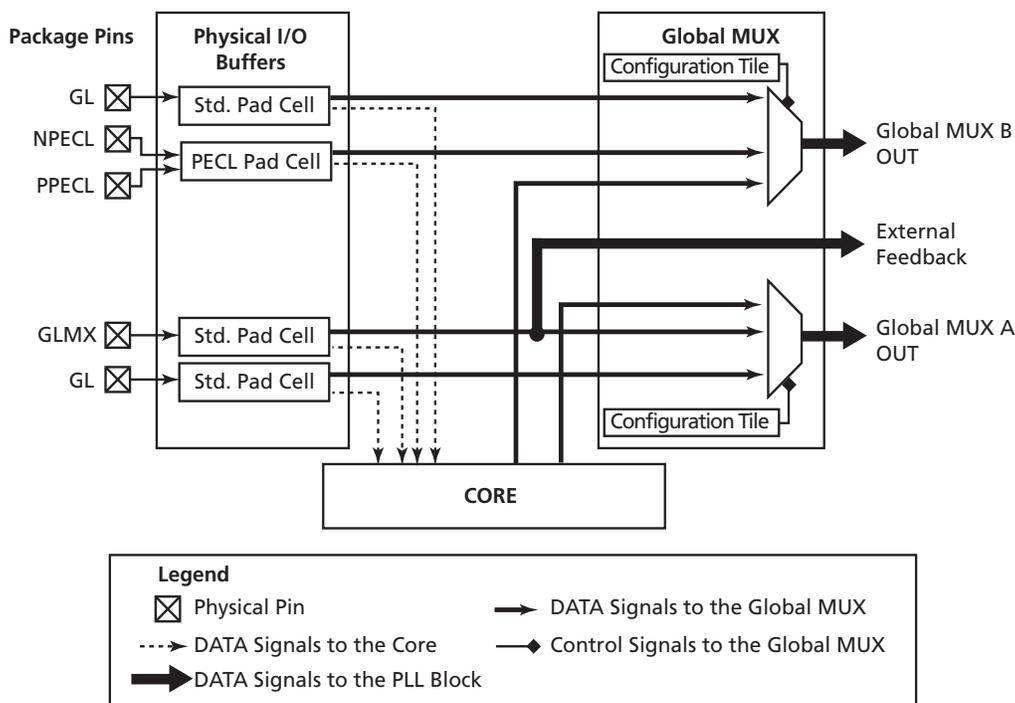 Package Pins
Physical I/O
Buffers
Global MUX
Configuration Tile
GL
Std. Pad Cell
NPECL
PECL Pad Cell
PPECL
Global MUX B
OUT
External
Feedback
GLMX
Std. Pad Cell
Global MUX A
OUT
GL
Std. Pad Cell
Configuration Tile
CORE
Legend
Physical Pin
DATA Signals to the Global MUX
DATA Signals to the Core
Control Signals to the Global MUX
DATA Signals to the PLL Block